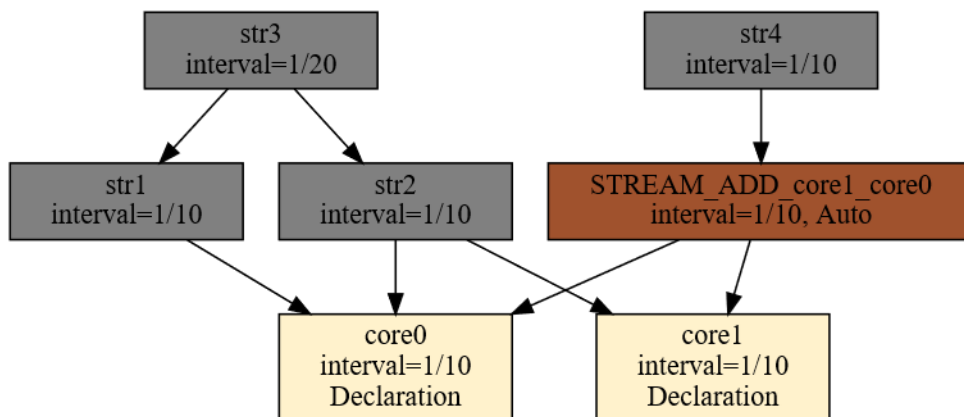 str3
interval=1/20
str4
interval=1/10
str1
interval=1/10
str2
interval=1/10
STREAM_ADD_core1_core0
interval=1/10, Auto
core0
interval=1/10
Declaration
core1
interval=1/10
Declaration